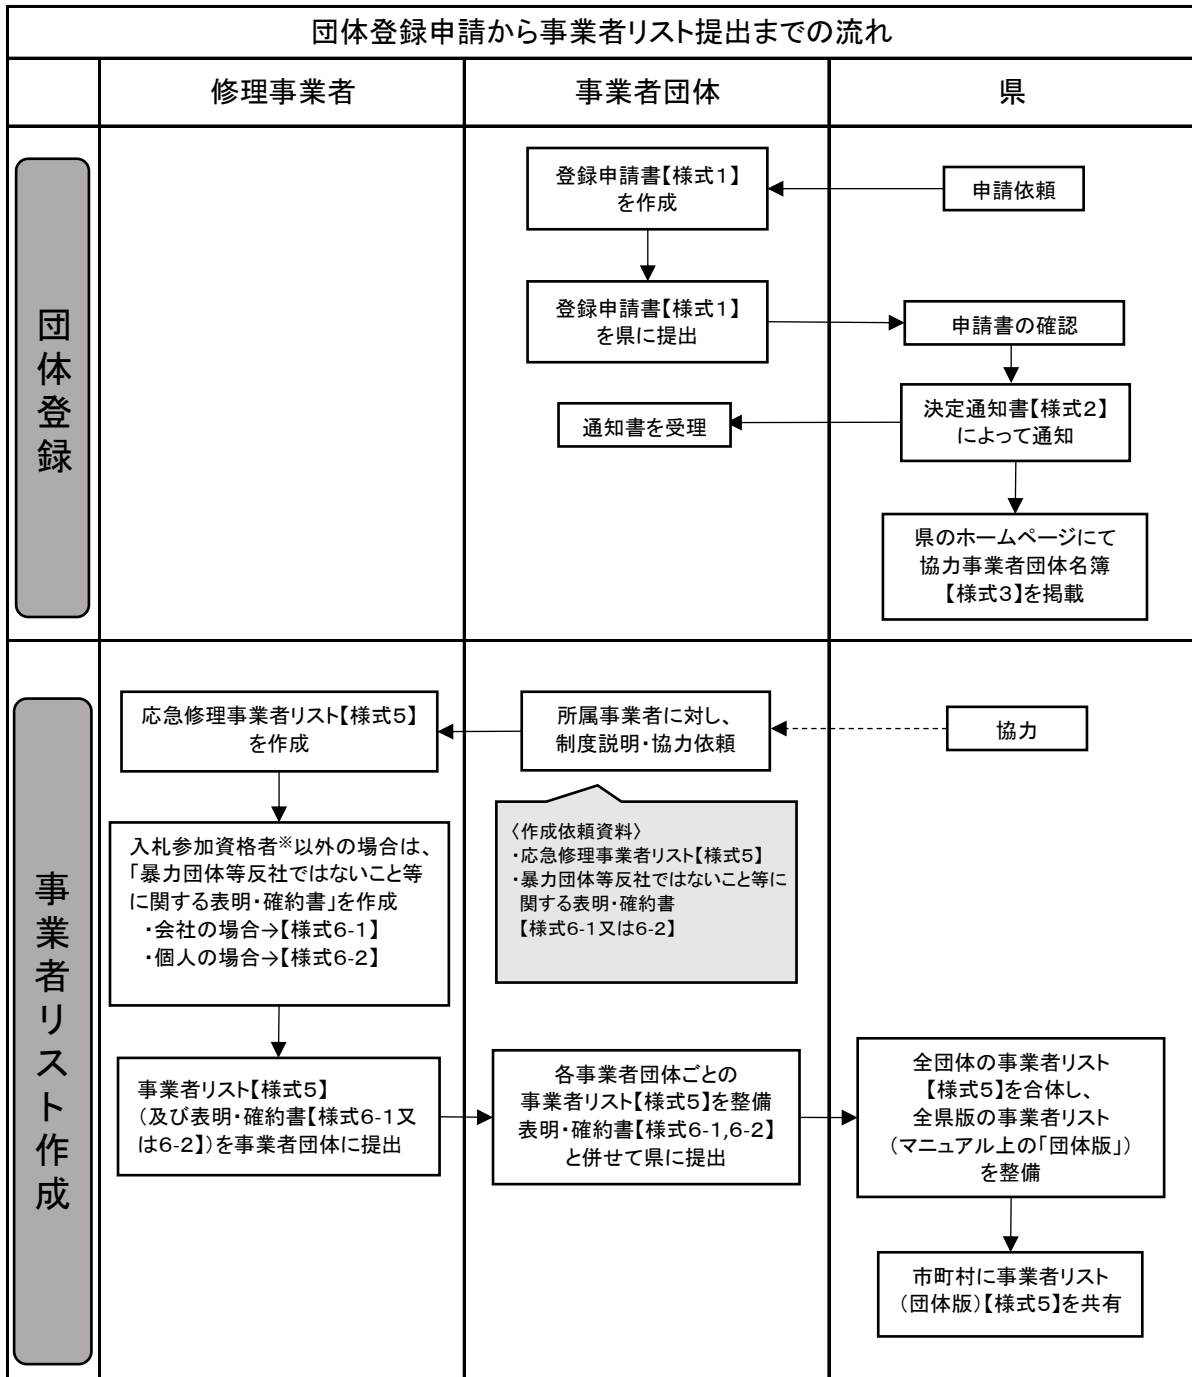 団体登録申請から事業者リスト提出までの流れ
修理事業者
事業者団体
県
団体登録
登録申請書【様式1】
を作成
申請依頼
登録申請書【様式1】
を県に提出
申請書の確認
通知書を受理
決定通知書【様式2】
によって通知
県のホームページにて
協力事業者団体名簿
【様式3】を掲載
事業者リスト作成
応急修理事業者リスト【様式5】
を作成
所属事業者に対し、
制度説明・協力依頼
協力
〈作成依頼資料〉
・応急修理事業者リスト【様式5】
・暴力団体等反社ではないこと等に
関する表明・確約書
【様式6-1又は6-2】
入札参加資格者※以外の場合は、
「暴力団体等反社ではないこと等
に関する表明・確約書」を作成
・会社の場合→【様式6-1】
・個人の場合→【様式6-2】
事業者リスト【様式5】
(及び表明・確約書【様式6-1又
は6-2】)を事業者団体に提出
各事業者団体ごとの
事業者リスト【様式5】を整備
表明・確約書【様式6-1,6-2】
と併せて県に提出
全団体の事業者リスト
【様式5】を合体し、
全県版の事業者リスト
(マニュアル上の「団体版」)
を整備
市町村に事業者リスト
(団体版)【様式5】を共有